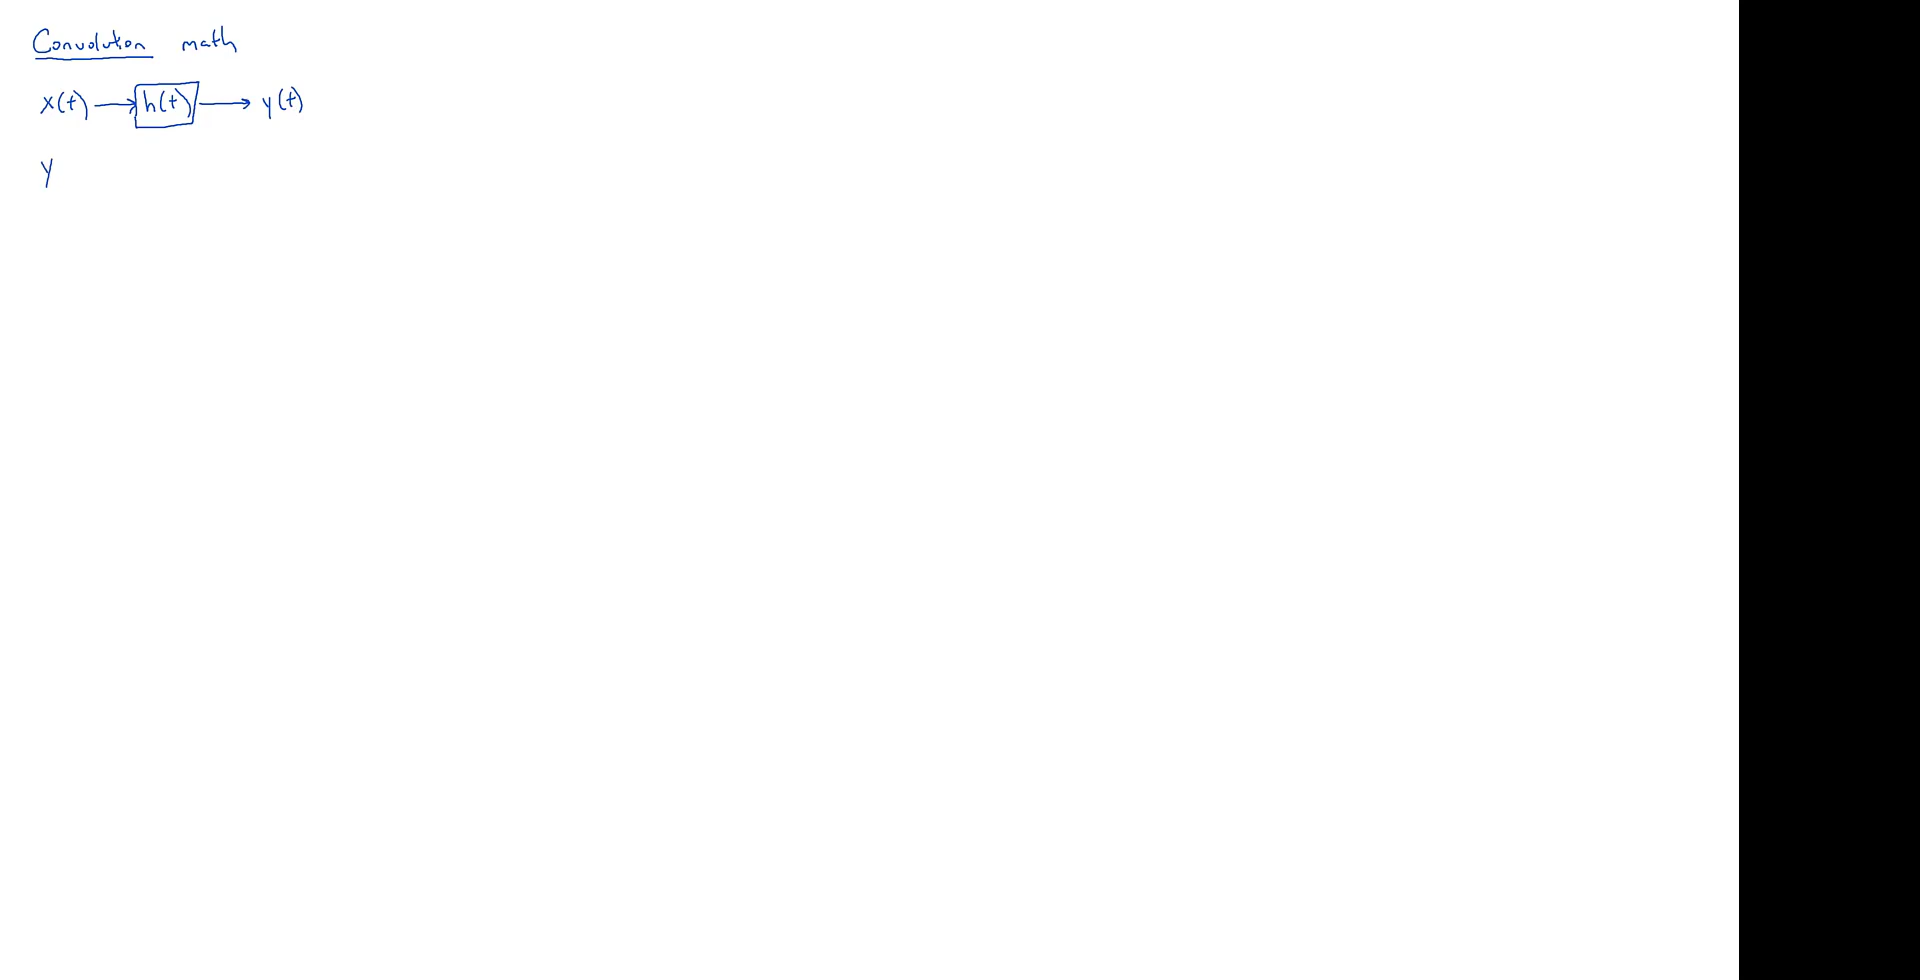 Convolution math
x(t) → h(t) → y(t)
y